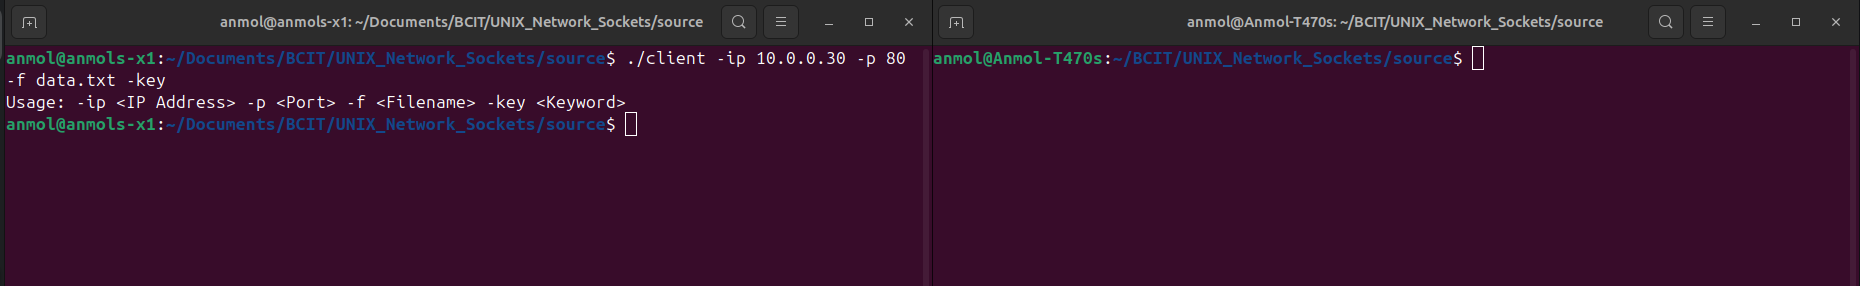 anmol@anmols-x1: ~/Documents/BCIT/UNIX_Network_Sockets/source
anmol@anmols-x1:~/Documents/BCIT/UNIX_Network_Sockets/source$ ./client -ip 10.0.0.30 -p 80
-f data.txt -key
Usage: -ip <IP Address> -p <Port> -f <Filename> -key <Keyword>
anmol@anmols-x1:~/Documents/BCIT/UNIX_Network_Sockets/source$
anmol@Anmol-T470s: ~/BCIT/UNIX_Network_Sockets/source
anmol@Anmol-T470s:~/BCIT/UNIX_Network_Sockets/source$